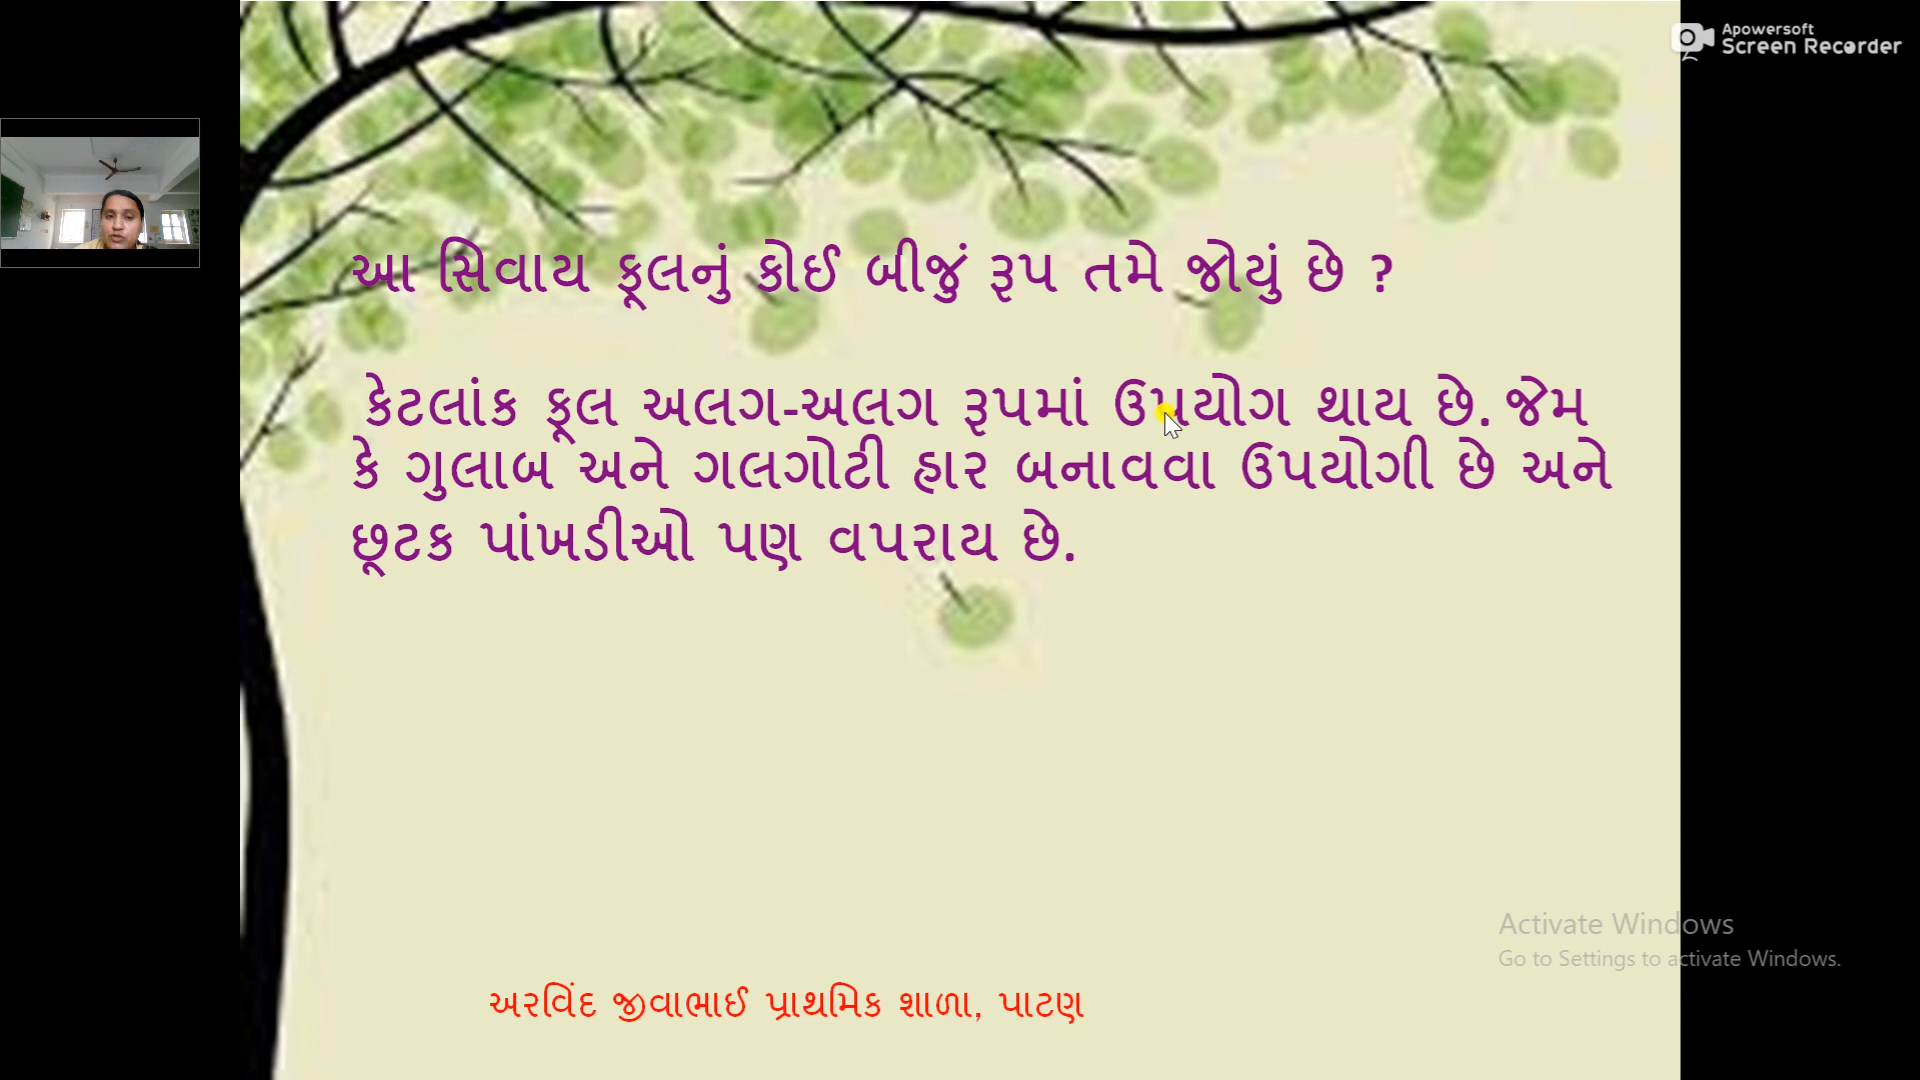 Apowersoft
Screen Recorder
આ સિવાય ફૂલનું કોઈ બીજું રૂપ તમે જોયું છે ?
કેટલાંક ફૂલ અલગ-અલગ રૂપમાં ઉપયોગ થાય છે. જેમ
કે ગુલાબ અને ગલગોટી હાર બનાવવા ઉપયોગી છે અને
છૂટક પાંખડીઓ પણ વપરાય છે.
Activate Windows
Go to Settings to activate Windows.
અરવિંદ જીવાભાઈ પ્રાથમિક શાળા, પાટણ